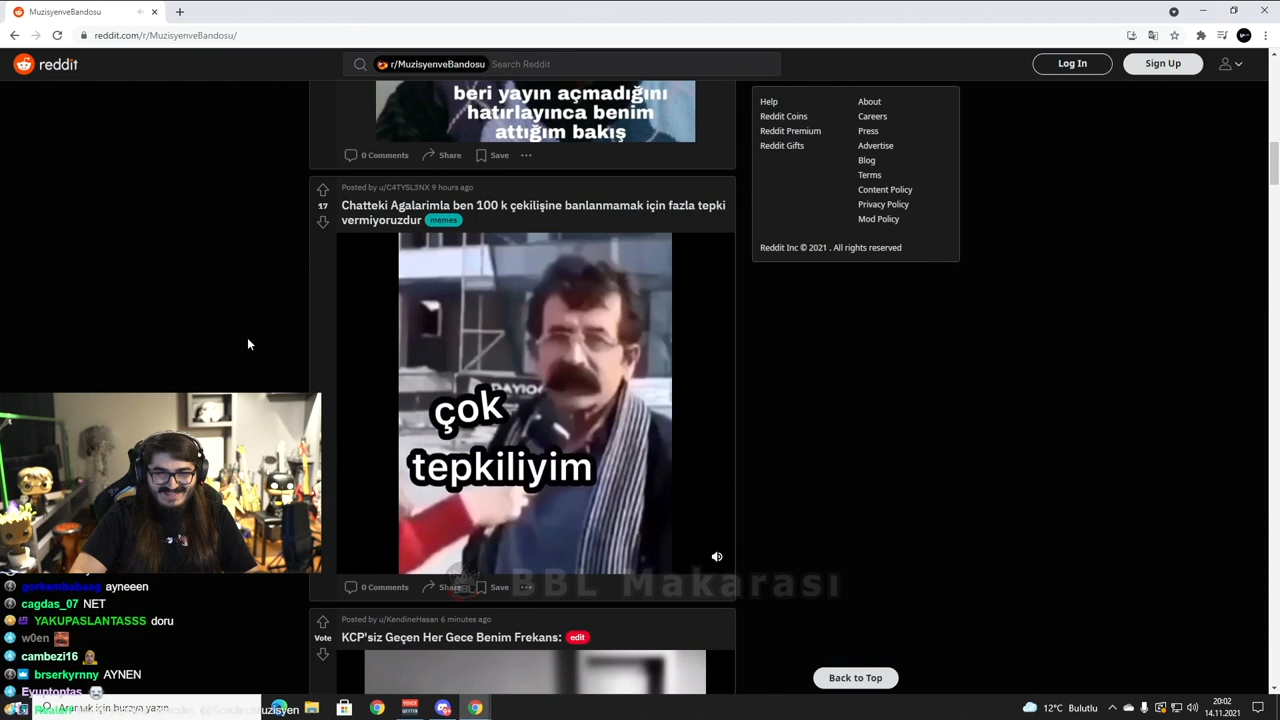 MuzisyenveBandosu
reddit.com/r/MuzisyenveBandosu/
reddit
r/MuzisyenveBandosu Search Reddit
Log In
Sign Up
beri yayın açmadığını
hatırlayınca benim
attığım bakış
0 Comments Share Save
Help
Reddit Coins
Reddit Premium
Reddit Gifts
About
Careers
Press
Advertise
Blog
Terms
Content Policy
Privacy Policy
Mod Policy
Reddit Inc © 2021 . All rights reserved
Posted by u/C4TYSL3NX 9 hours ago
17
Chatteki Agalarimla ben 100 k çekilişine banlanmamak için fazla tepki
vermiyoruzdur memes
çok
tepkiliyim
0 Comments Share Save
BBL Makarası
Posted by u/KendineHasan 6 minutes ago
Vote
KCP'siz Geçen Her Gece Benim Frekans: edit
Back to Top
gorkembabaag ayneeen
cagdas_07 NET
YAKUPASLANTASSS doru
w0en
cambezi16
brserkyrnny AYNEN
Eyuptoptas
Aramak için buraya yazın
12°C Bulutlu
20:02
14.11.2021